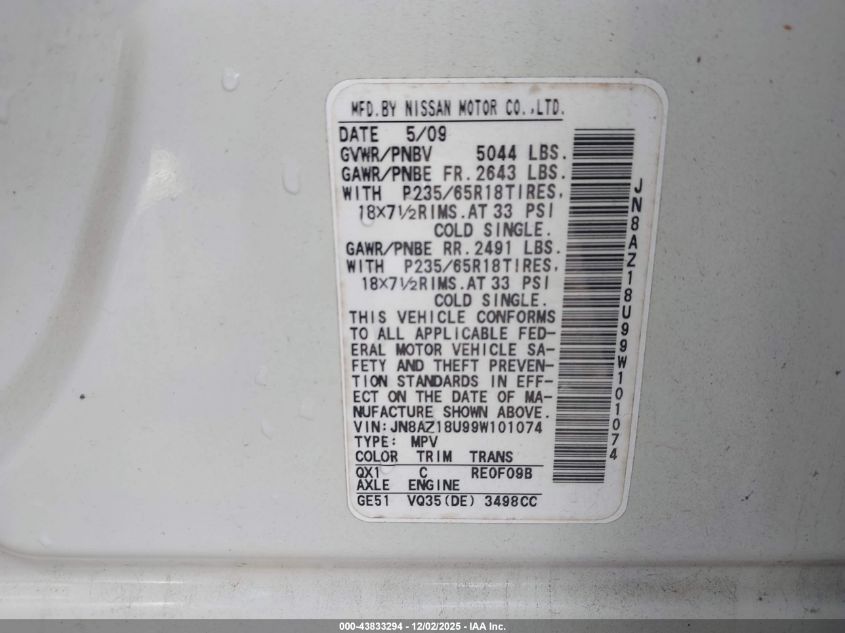 MFD.BY NISSAN MOTOR CO.,LTD.
DATE 5/09
GVWR/PNBV 5044 LBS.
GAWR/PNBE FR. 2643 LBS.
WITH P235/65R18TIRES,
18X7½RIMS.AT 33 PSI
COLD SINGLE.
GAWR/PNBE RR. 2491 LBS.
WITH P235/65R18TIRES,
18X7½RIMS.AT 33 PSI
COLD SINGLE.
THIS VEHICLE CONFORMS
TO ALL APPLICABLE FED-
ERAL MOTOR VEHICLE SA-
FETY AND THEFT PREVEN-
TION STANDARDS IN EFF-
ECT ON THE DATE OF MA-
NUFACTURE SHOWN ABOVE.
VIN:JN8AZ18U99W101074
TYPE: MPV
COLOR TRIM TRANS
QX1 C RE0F09B
AXLE ENGINE
GE51 VQ35(DE) 3498CC
JN8AZ18U99W101074
000-43833294 - 12/02/2025 - IAA Inc.